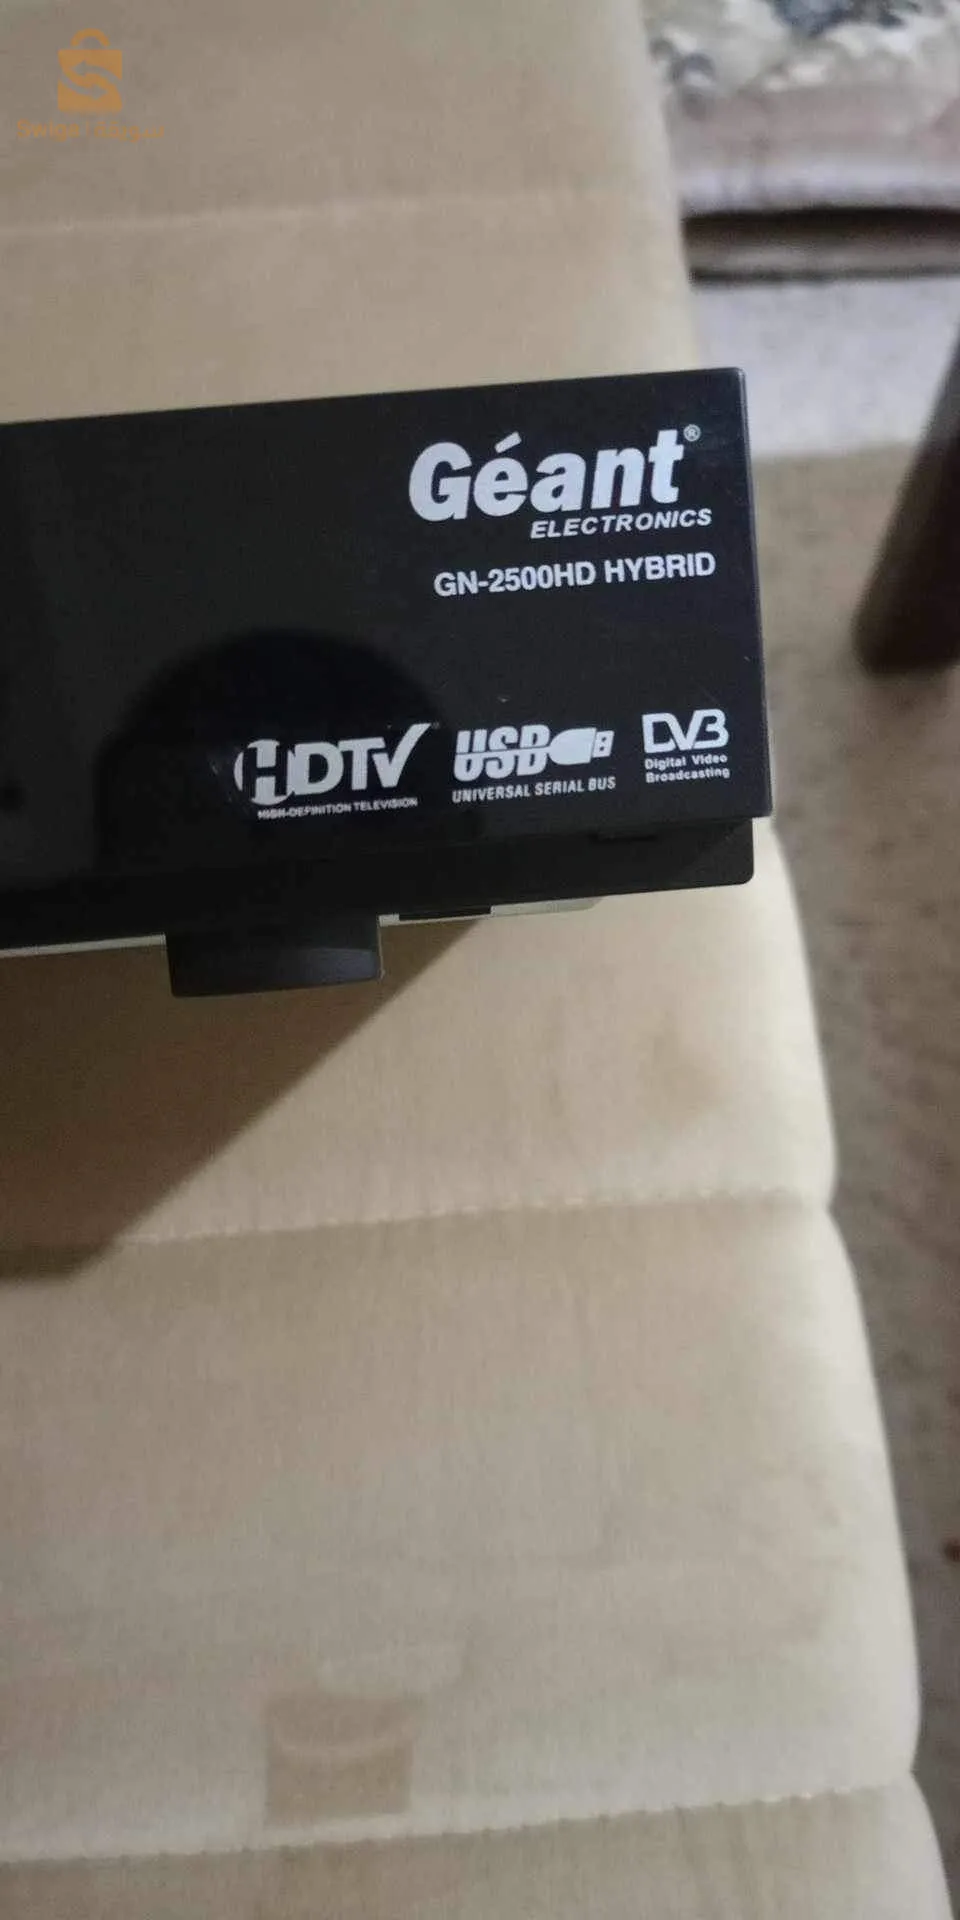 Géant®
ELECTRONICS
GN-2500HD HYBRID
HDTV
HIGH-DEFINITION TELEVISION
USB
UNIVERSAL SERIAL BUS
DVB
Digital Video
Broadcasting